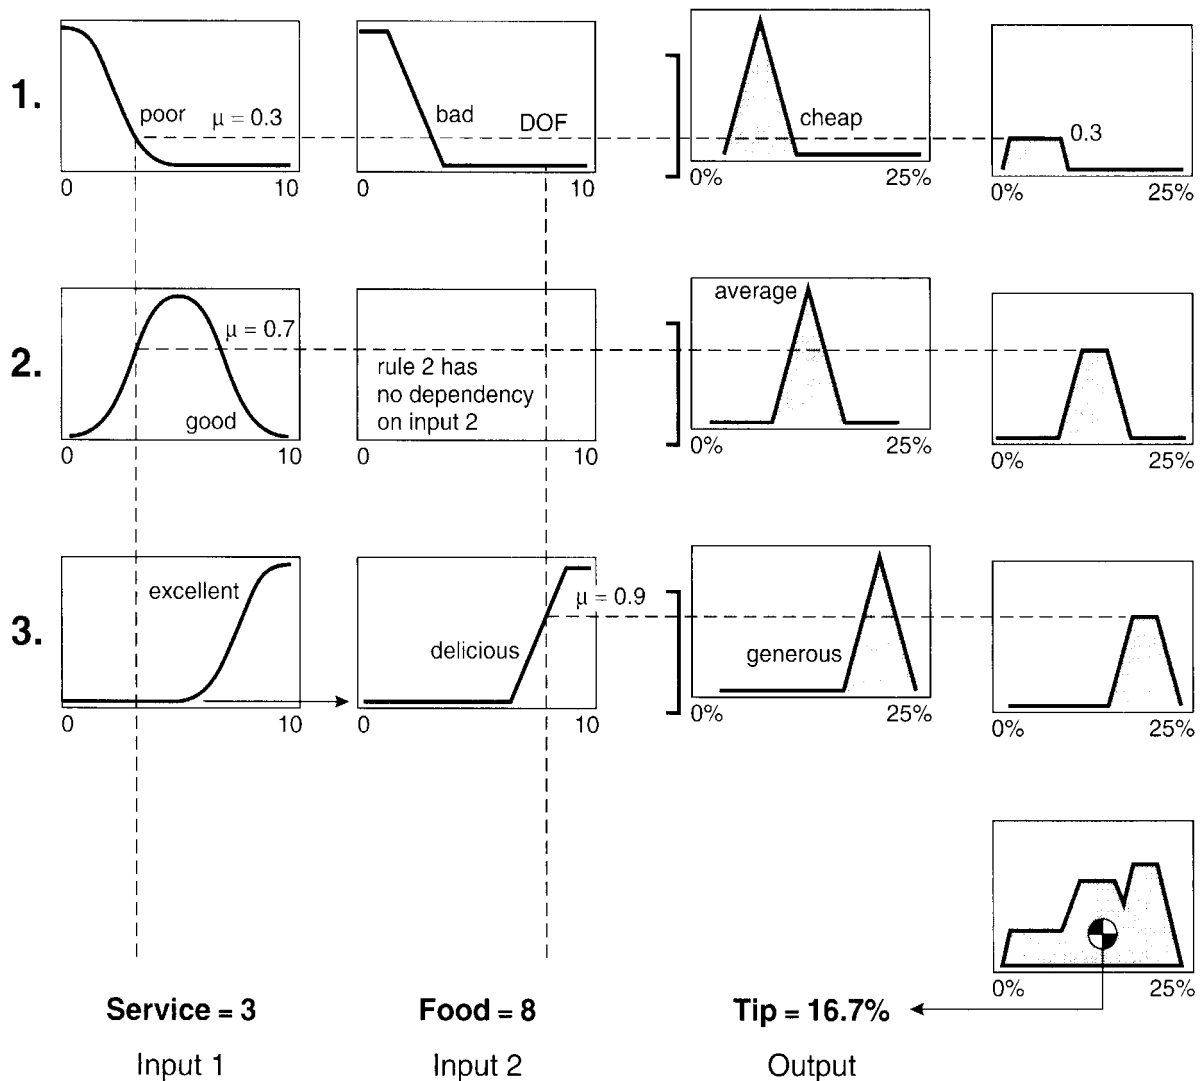 1.
poor
μ = 0.3
0
10
bad
DOF
0
10
cheap
0%
25%
0.3
0%
25%
2.
μ = 0.7
good
0
10
rule 2 has
no dependency
on input 2
0
10
average
0%
25%
0%
25%
3.
excellent
0
10
delicious
μ = 0.9
0
10
generous
0%
25%
0%
25%
0%
25%
Service = 3
Food = 8
Tip = 16.7%
Input 1
Input 2
Output